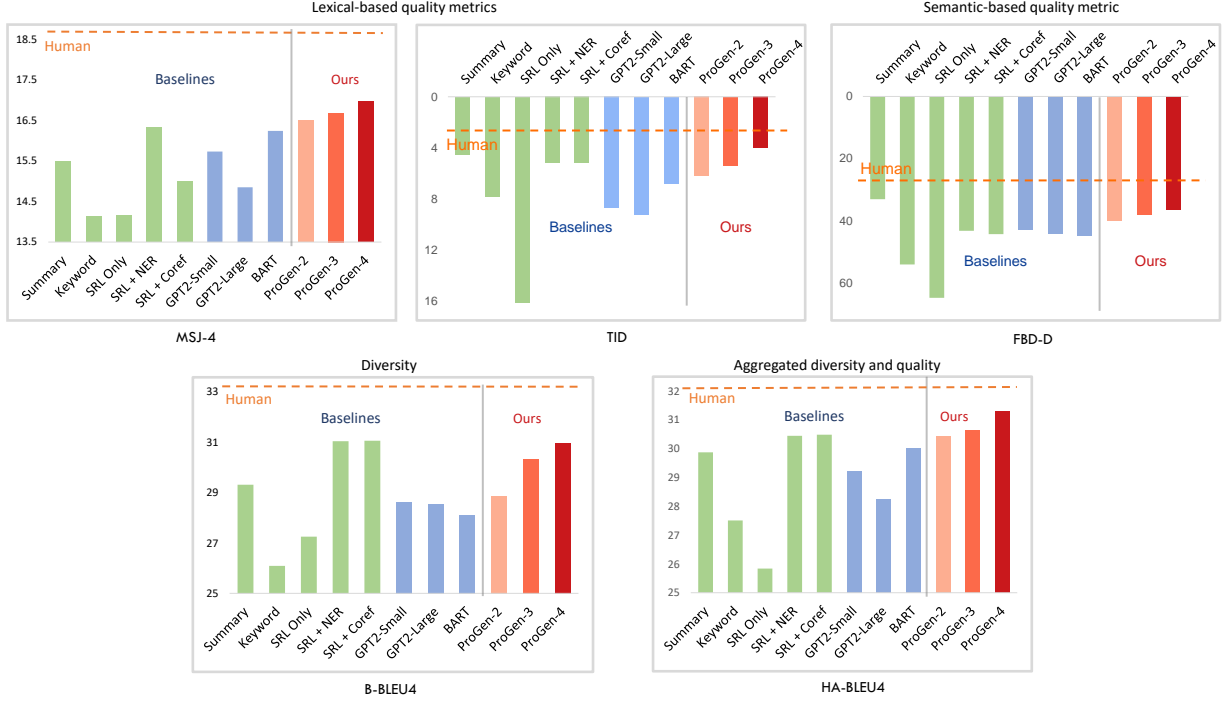 Lexical-based quality metrics
Semantic-based quality metric
18.5
17.5
16.5
15.5
14.5
13.5
Human
Baselines
Ours
Summary
Keyword
SRL Only
SRL + NER
SRL + Coref
GPT2-Small
GPT2-Large
BART
ProGen-2
ProGen-3
ProGen-4
MSJ-4
Summary
Keyword
SRL Only
SRL + NER
SRL + Coref
GPT2-Small
GPT2-Large
BART
ProGen-2
ProGen-3
ProGen-4
0
4
8
12
16
Human
Baselines
Ours
TID
Summary
Keyword
SRL Only
SRL + NER
SRL + Coref
GPT2-Small
GPT2-Large
BART
ProGen-2
ProGen-3
ProGen-4
0
20
40
60
Human
Baselines
Ours
FBD-D
Diversity
33
31
29
27
25
Human
Baselines
Ours
Summary
Keyword
SRL Only
SRL + NER
SRL + Coref
GPT2-Small
GPT2-Large
BART
ProGen-2
ProGen-3
ProGen-4
B-BLEU4
Aggregated diversity and quality
32
31
30
29
28
27
26
25
Human
Baselines
Ours
Summary
Keyword
SRL Only
SRL + NER
SRL + Coref
GPT2-Small
GPT2-Large
BART
ProGen-2
ProGen-3
ProGen-4
HA-BLEU4